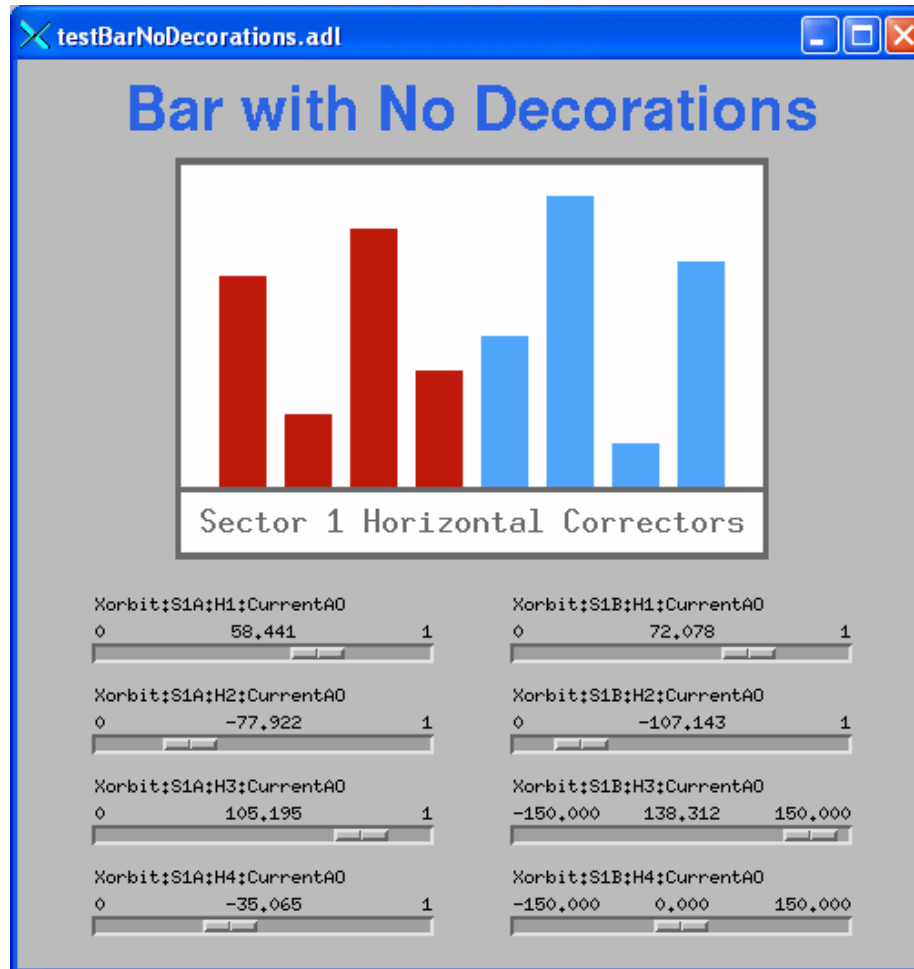 testBarNoDecorations.adl
Bar with No Decorations
Sector 1 Horizontal Correctors
Xorbit:S1A:H1:CurrentAO
0 58.441 1
Xorbit:S1B:H1:CurrentAO
0 72.078 1
Xorbit:S1A:H2:CurrentAO
0 -77.922 1
Xorbit:S1B:H2:CurrentAO
0 -107.143 1
Xorbit:S1A:H3:CurrentAO
0 105.195 1
Xorbit:S1B:H3:CurrentAO
-150.000 138.312 150.000
Xorbit:S1A:H4:CurrentAO
0 -35.065 1
Xorbit:S1B:H4:CurrentAO
-150.000 0.000 150.000